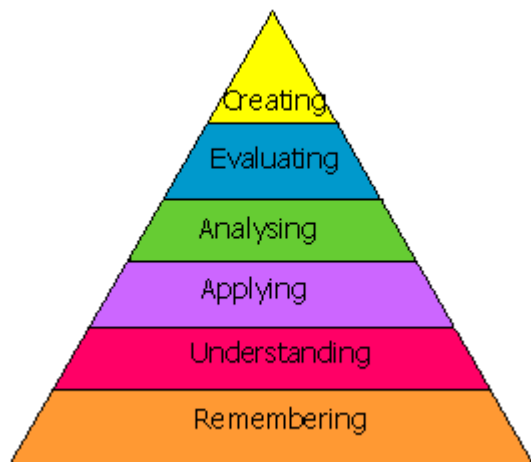 Creating
Evaluating
Analysing
Applying
Understanding
Remembering